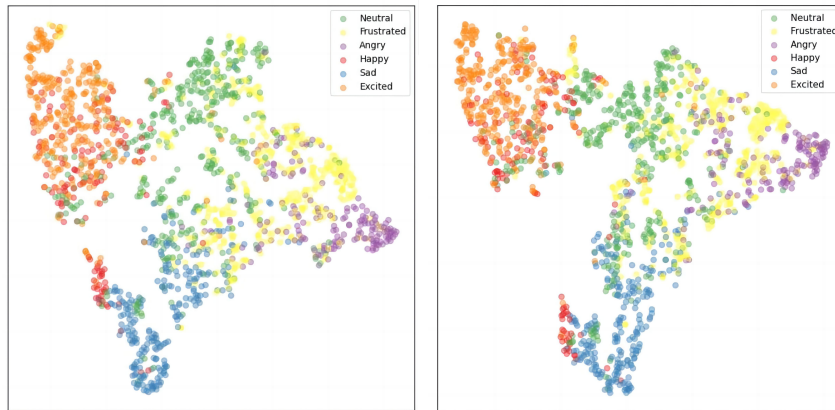 Neutral
Frustrated
Angry
Happy
Sad
Excited
Neutral
Frustrated
Angry
Happy
Sad
Excited